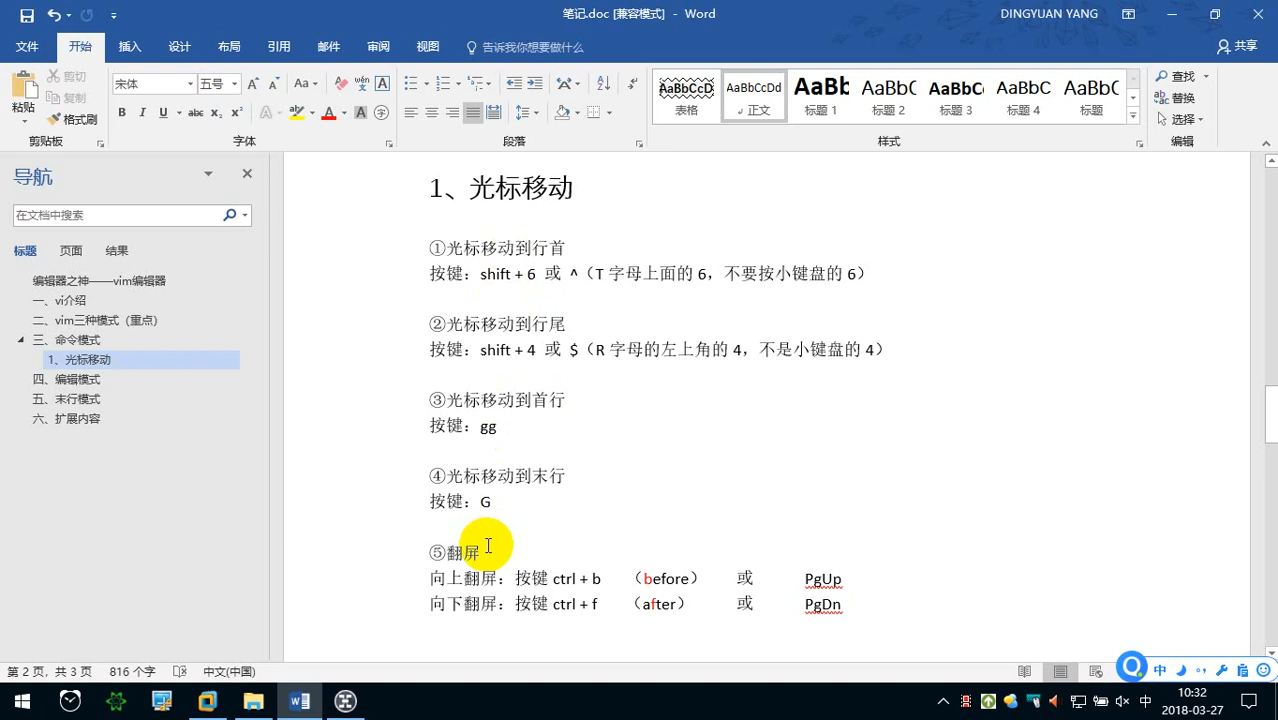 笔记.doc [兼容模式] - Word
DINGYUAN YANG
文件 开始 插入 设计 布局 引用 邮件 审阅 视图 告诉我你想要做什么 共享
粘贴
剪切
复制
格式刷
剪贴板
宋体 五号
字体
段落
AaBbCcD 表格
AaBbCcDd 正文
AaBb 标题 1
AaBbC 标题 2
AaBbC 标题 3
AaBbC 标题 4
AaBbC 标题
样式
查找
替换
选择
编辑
导航
在文档中搜索
标题 页面 结果
编辑器之神——vim编辑器
一、vi介绍
二、vim三种模式（重点）
三、命令模式
1、光标移动
四、编辑模式
五、末行模式
六、扩展内容
1、光标移动
①光标移动到行首
按键：shift + 6 或 ^（T 字母上面的 6，不要按小键盘的 6）
②光标移动到行尾
按键：shift + 4 或 $（R 字母的左上角的 4，不是小键盘的 4）
③光标移动到首行
按键：gg
④光标移动到末行
按键：G
⑤翻屏
向上翻屏：按键 ctrl + b （before） 或 PgUp
向下翻屏：按键 ctrl + f （after） 或 PgDn
第 2 页，共 3 页 816 个字 中文(中国)
中
中
10:32
2018-03-27